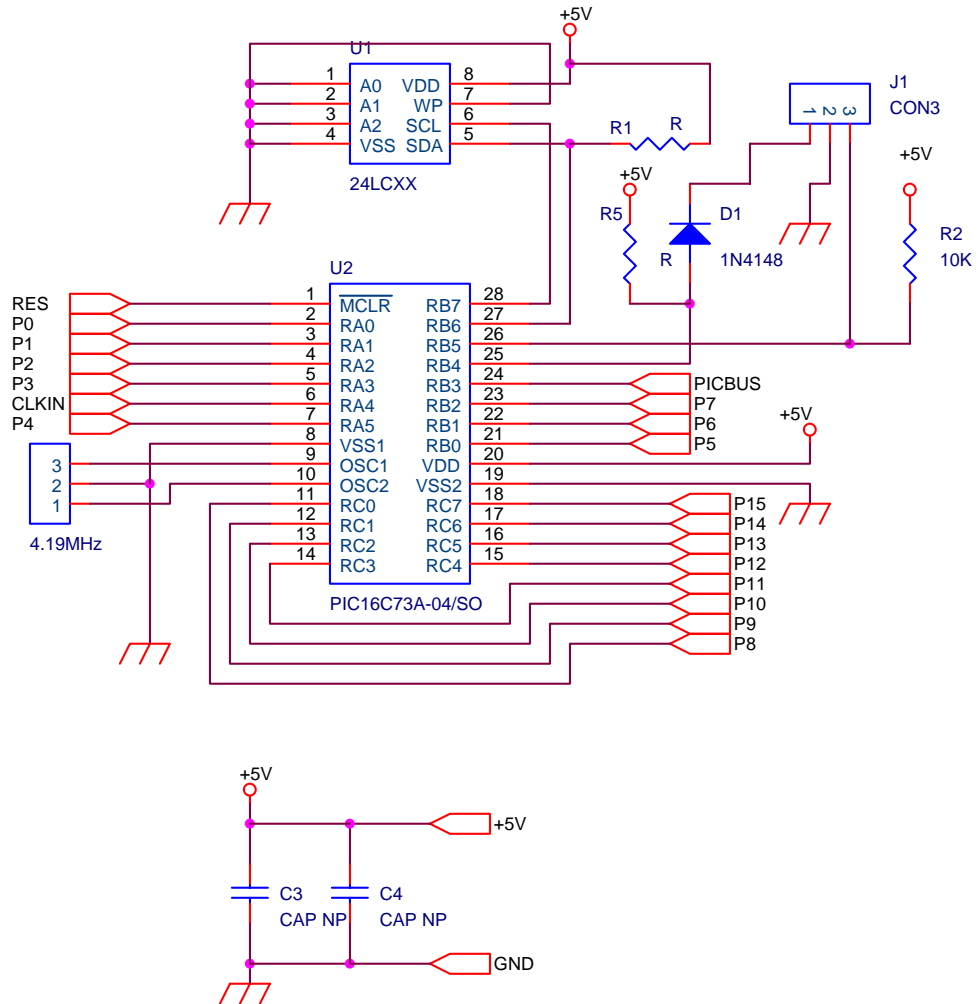 +5V
U1
1 A0 VDD 8
2 A1 WP 7
3 A2 SCL 6
4 VSS SDA 5
24LCXX
R1 R
J1
CON3
1 2 3
+5V
R5
R
D1
1N4148
+5V
R2
10K
U2
RES 1 MCLR RB7 28
P0 2 RA0 RB6 27
P1 3 RA1 RB5 26
P2 4 RA2 RB4 25
P3 5 RA3 RB3 24 PICBUS
CLKIN 6 RA4 RB2 23 P7
P4 7 RA5 RB1 22 P6
8 VSS1 RB0 21 P5
+5V
3 9 OSC1 VDD 20
2 10 OSC2 VSS2 19
1 11 RC0 RC7 18 P15
12 RC1 RC6 17 P14
13 RC2 RC5 16 P13
14 RC3 RC4 15 P12
4.19MHz
P11
PIC16C73A-04/SO
P10
P9
P8
+5V
+5V
C3
CAP NP
C4
CAP NP
GND